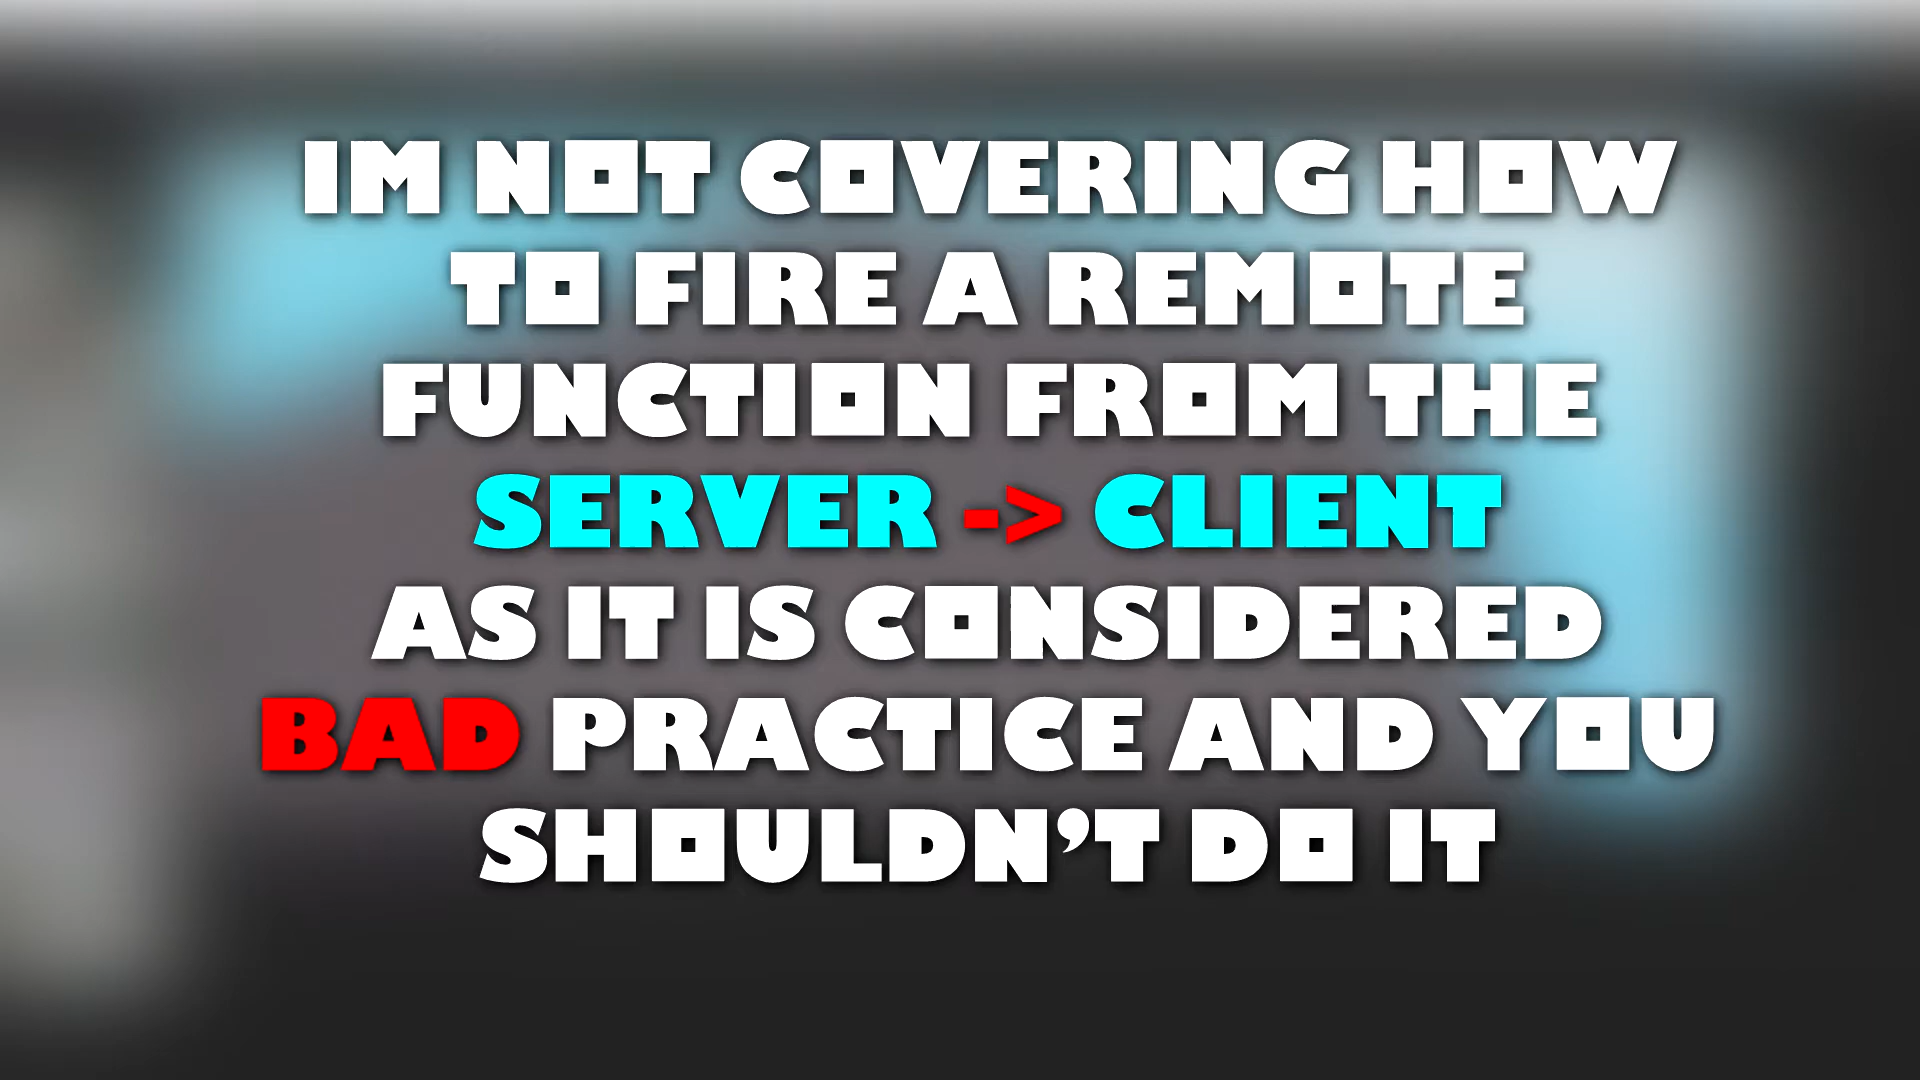 IM NOT COVERING HOW
TO FIRE A REMOTE
FUNCTION FROM THE
SERVER -> CLIENT
AS IT IS CONSIDERED
BAD PRACTICE AND YOU
SHOULDN’T DO IT